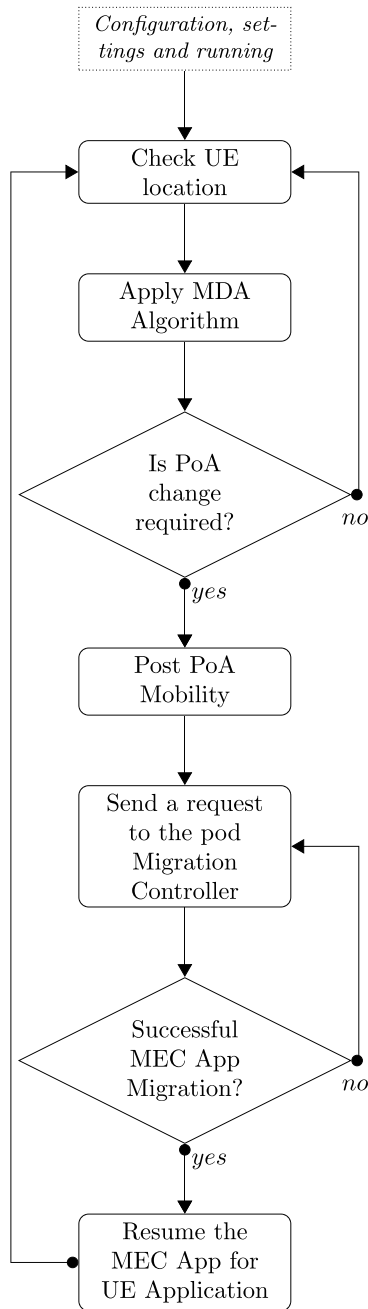 Configuration, set-
tings and running
Check UE
location
Apply MDA
Algorithm
Is PoA
change
required?
no
yes
Post PoA
Mobility
Send a request
to the pod
Migration
Controller
Successful
MEC App
Migration?
no
yes
Resume the
MEC App for
UE Application